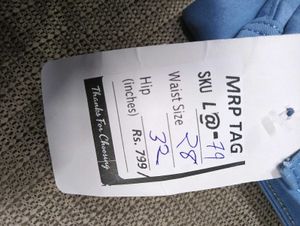 MRP TAG
SKU L@-79
Waist Size 28
Hip 32
(inches) Rs. 799/
Thanks For Choosing